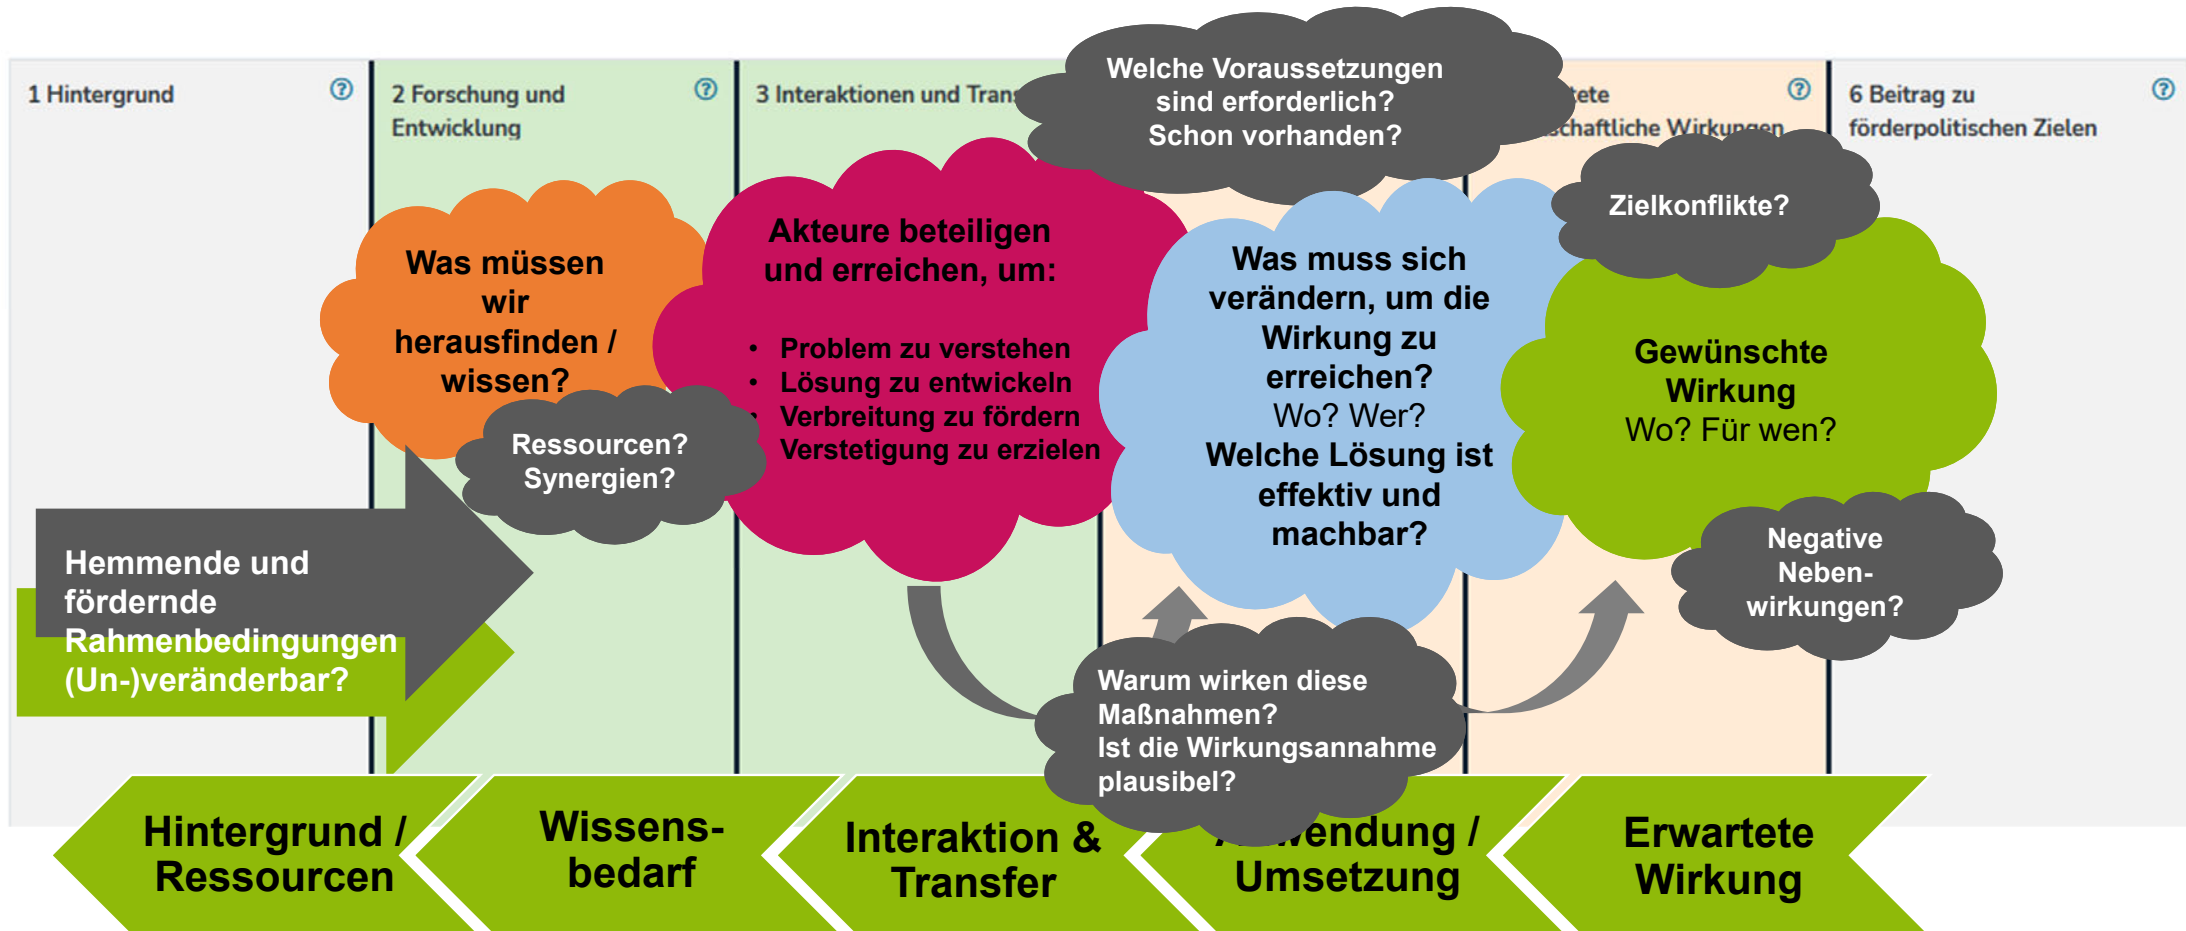 1 Hintergrund
2 Forschung und
Entwicklung
3 Interaktionen und
6 Beitrag zu
förderpolitischen Zielen
Welche Voraussetzungen
sind erforderlich?
Schon vorhanden?
Wirkungen
Zielkonflikte?
Was müssen
wir
herausfinden /
wissen?
Ressourcen?
Synergien?
Akteure beteiligen
und erreichen, um:
• Problem zu verstehen
• Lösung zu entwickeln
• Verbreitung zu fördern
Verstetigung zu erzielen
Was muss sich
verändern, um die
Wirkung zu
erreichen?
Wo? Wer?
Welche Lösung ist
effektiv und
machbar?
Gewünschte
Wirkung
Wo? Für wen?
Negative
Neben-
wirkungen?
Hemmende und
fördernde
Rahmenbedingungen
(Un-)veränderbar?
Warum wirken diese
Maßnahmen?
Ist die Wirkungsannahme
plausibel?
Hintergrund /
Ressourcen
Wissens-
bedarf
Interaktion &
Transfer
/
Umsetzung
Erwartete
Wirkung